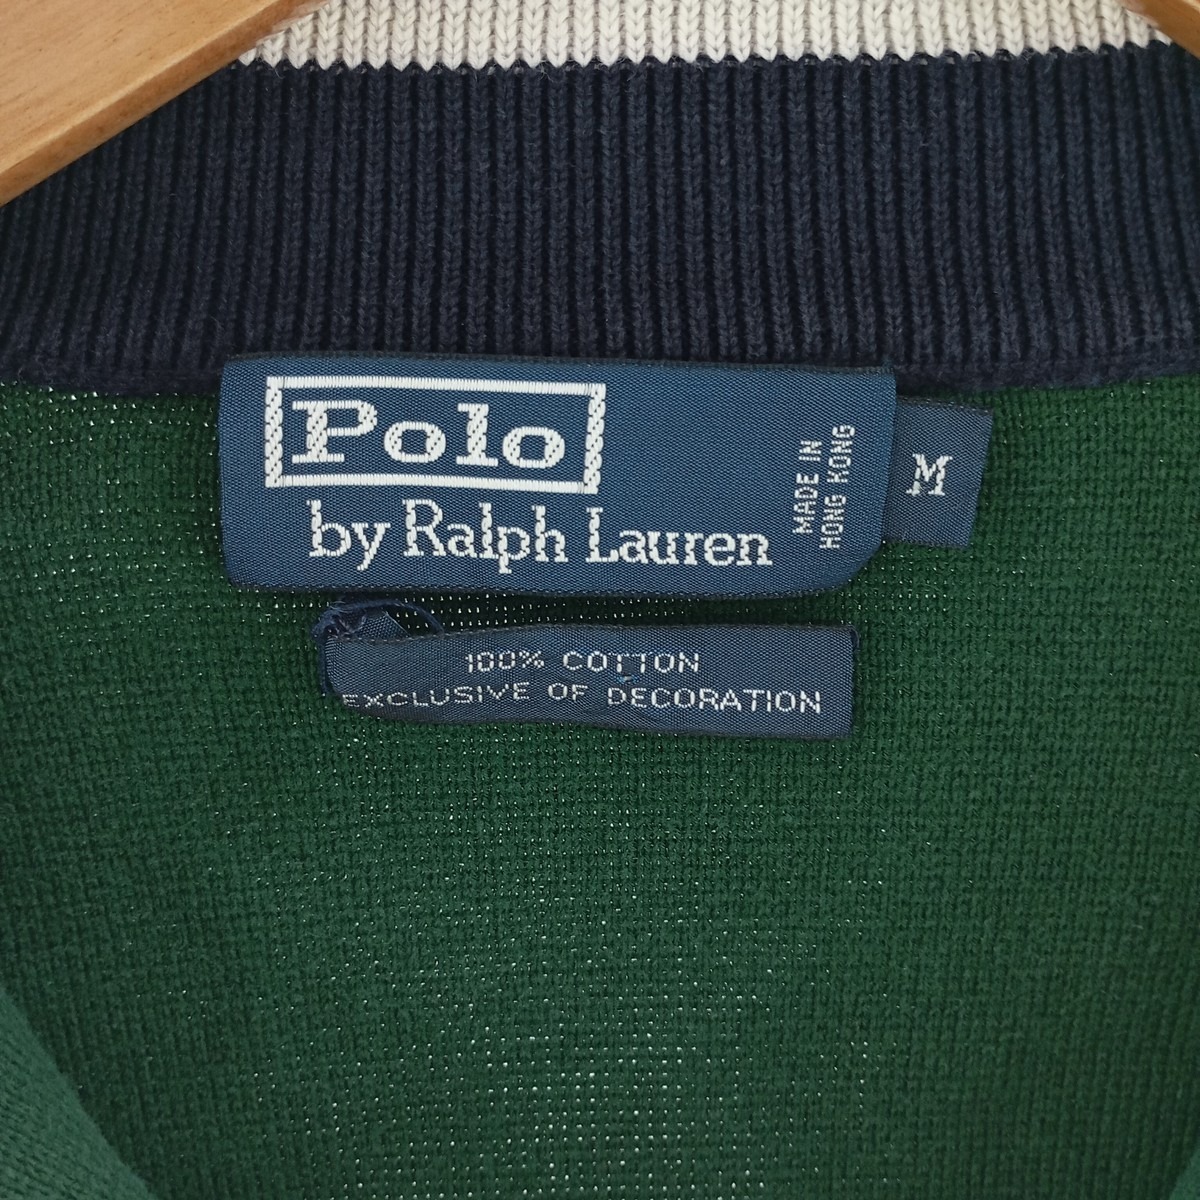 Polo
by Ralph Lauren
MADE IN
HONG KONG
M
100% COTTON
EXCLUSIVE OF DECORATION